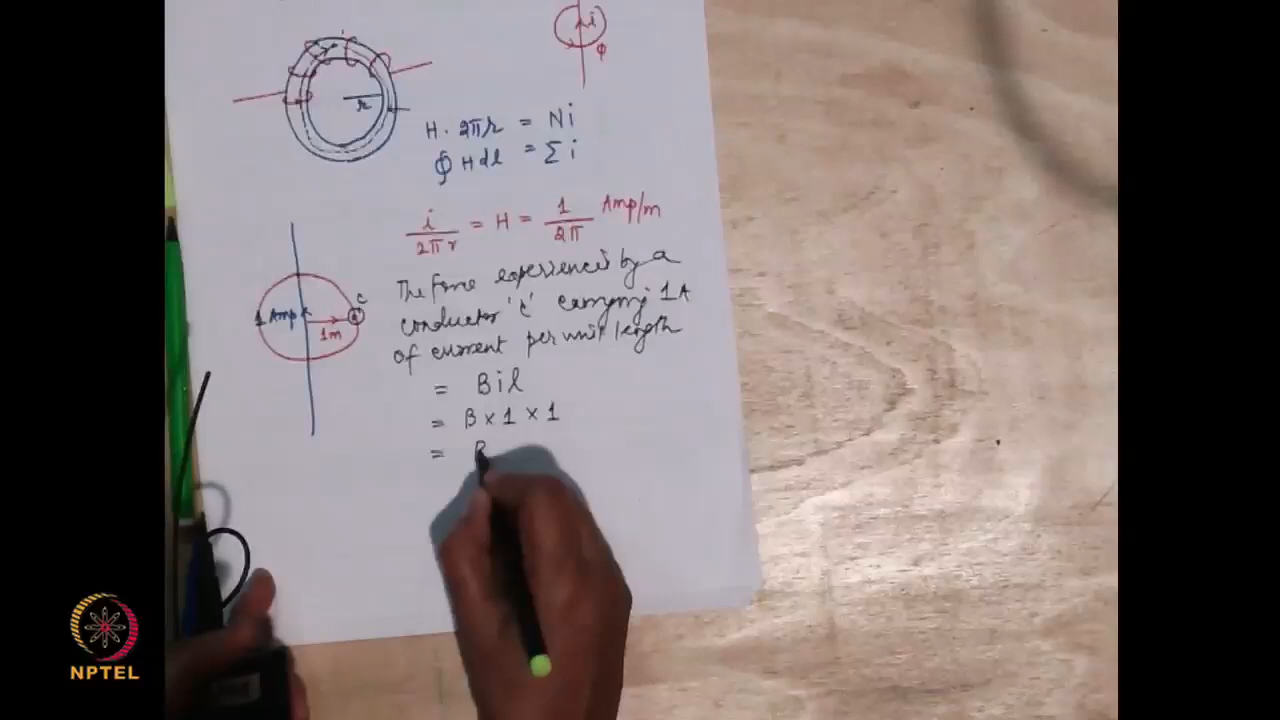 i
φ
r
H. 2πr = Ni
∮ Hdl = Σ i
i / 2πr = H = 1 / 2π Amp/m
The force experienced by a
C
1 Amp
conductor 'c' carrying 1A
1m
of current per unit length
= Bil
= B x 1 x 1
= B
NPTEL